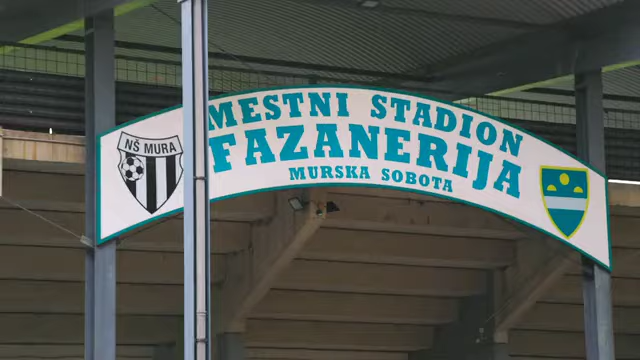 NŠ MURA
MESTNI STADION
FAZANERIJA
MURSKA SOBOTA